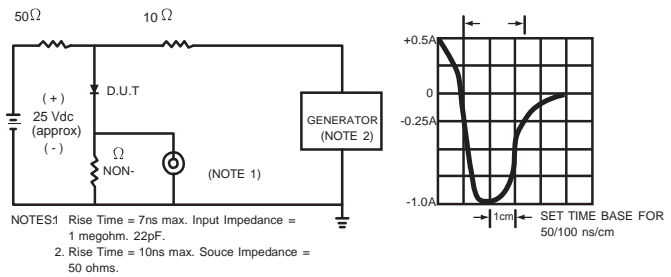 50Ω
10 Ω
D.U.T
( + )
25 Vdc
(approx)
( - )
Ω
NON-
(NOTE 1)
GENERATOR
(NOTE 2)
NOTES:1 Rise Time = 7ns max. Input Impedance =
1 megohm. 22pF.
2. Rise Time = 10ns max. Souce Impedance =
50 ohms.
+0.5A
0
-0.25A
-1.0A
1cm
SET TIME BASE FOR
50/100 ns/cm